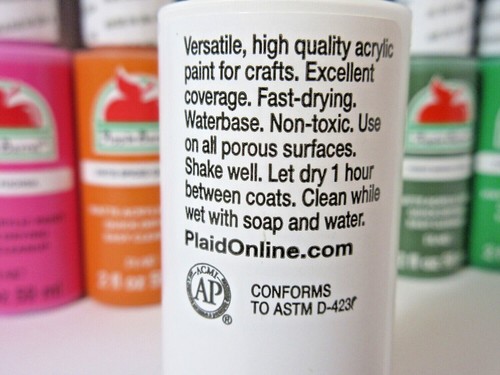 Versatile, high quality acrylic
paint for crafts. Excellent
coverage. Fast-drying.
Waterbase. Non-toxic. Use
on all porous surfaces.
Shake well. Let dry 1 hour
between coats. Clean while
wet with soap and water.
PlaidOnline.com
ACMI
AP
®
CONFORMS
TO ASTM D-423